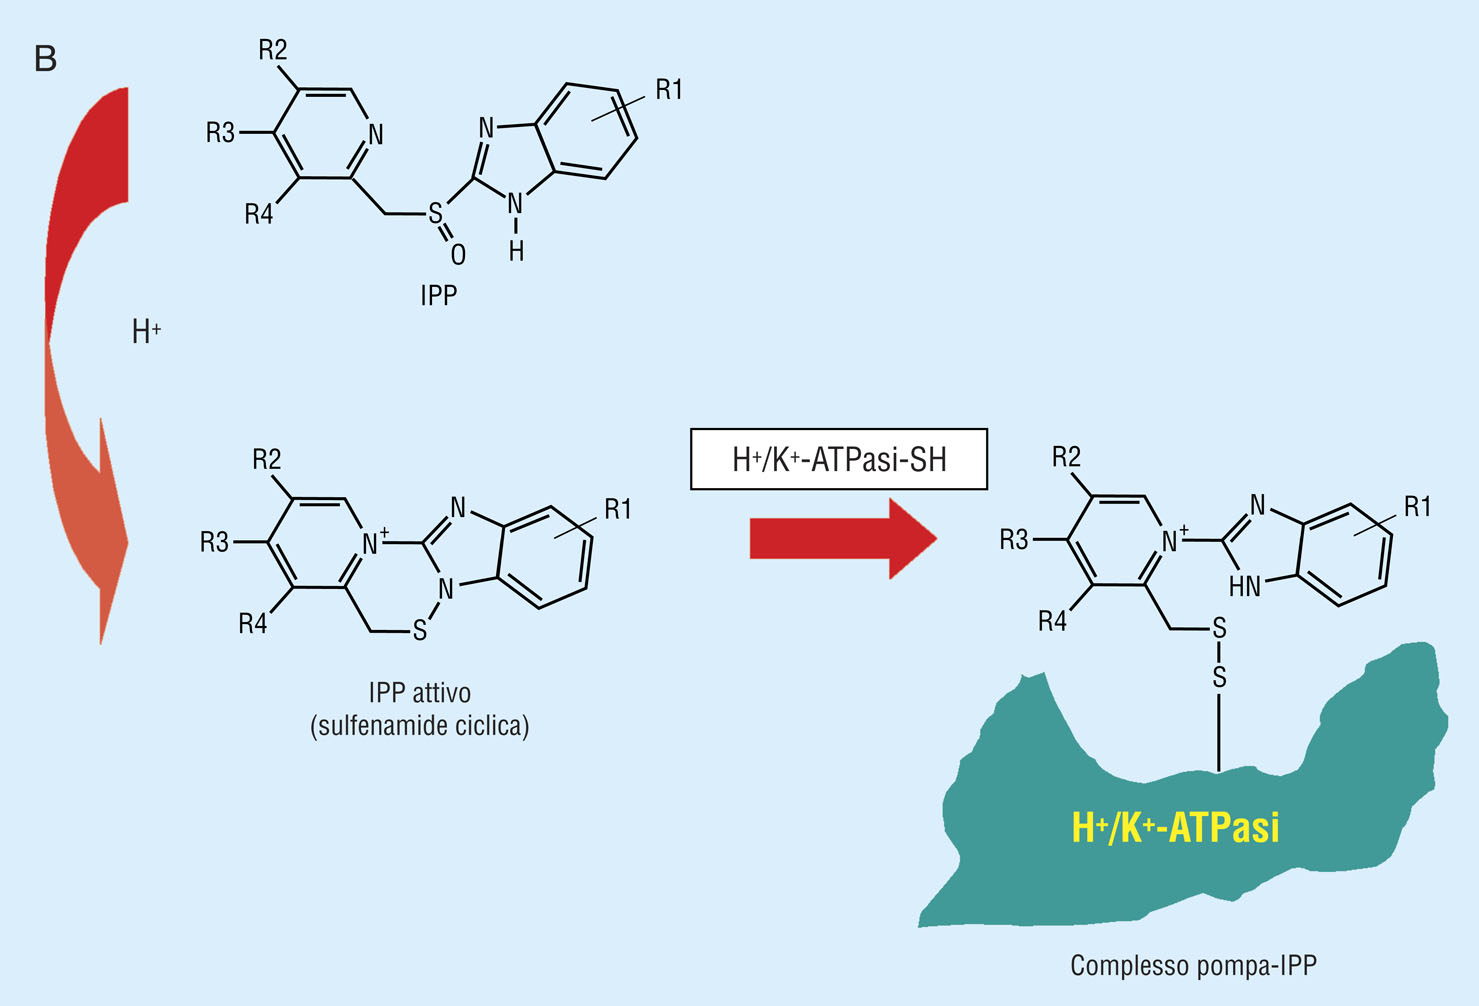 B
R2
R1
R3
N
N
R4
S
N
O
H
IPP
H+
R2
N
R1
R3
N+
N
R4
S
IPP attivo
(sulfenamide ciclica)
H+/K+-ATPasi-SH
R2
N
R1
R3
N+
HN
R4
S
S
H+/K+-ATPasi
Complesso pompa-IPP